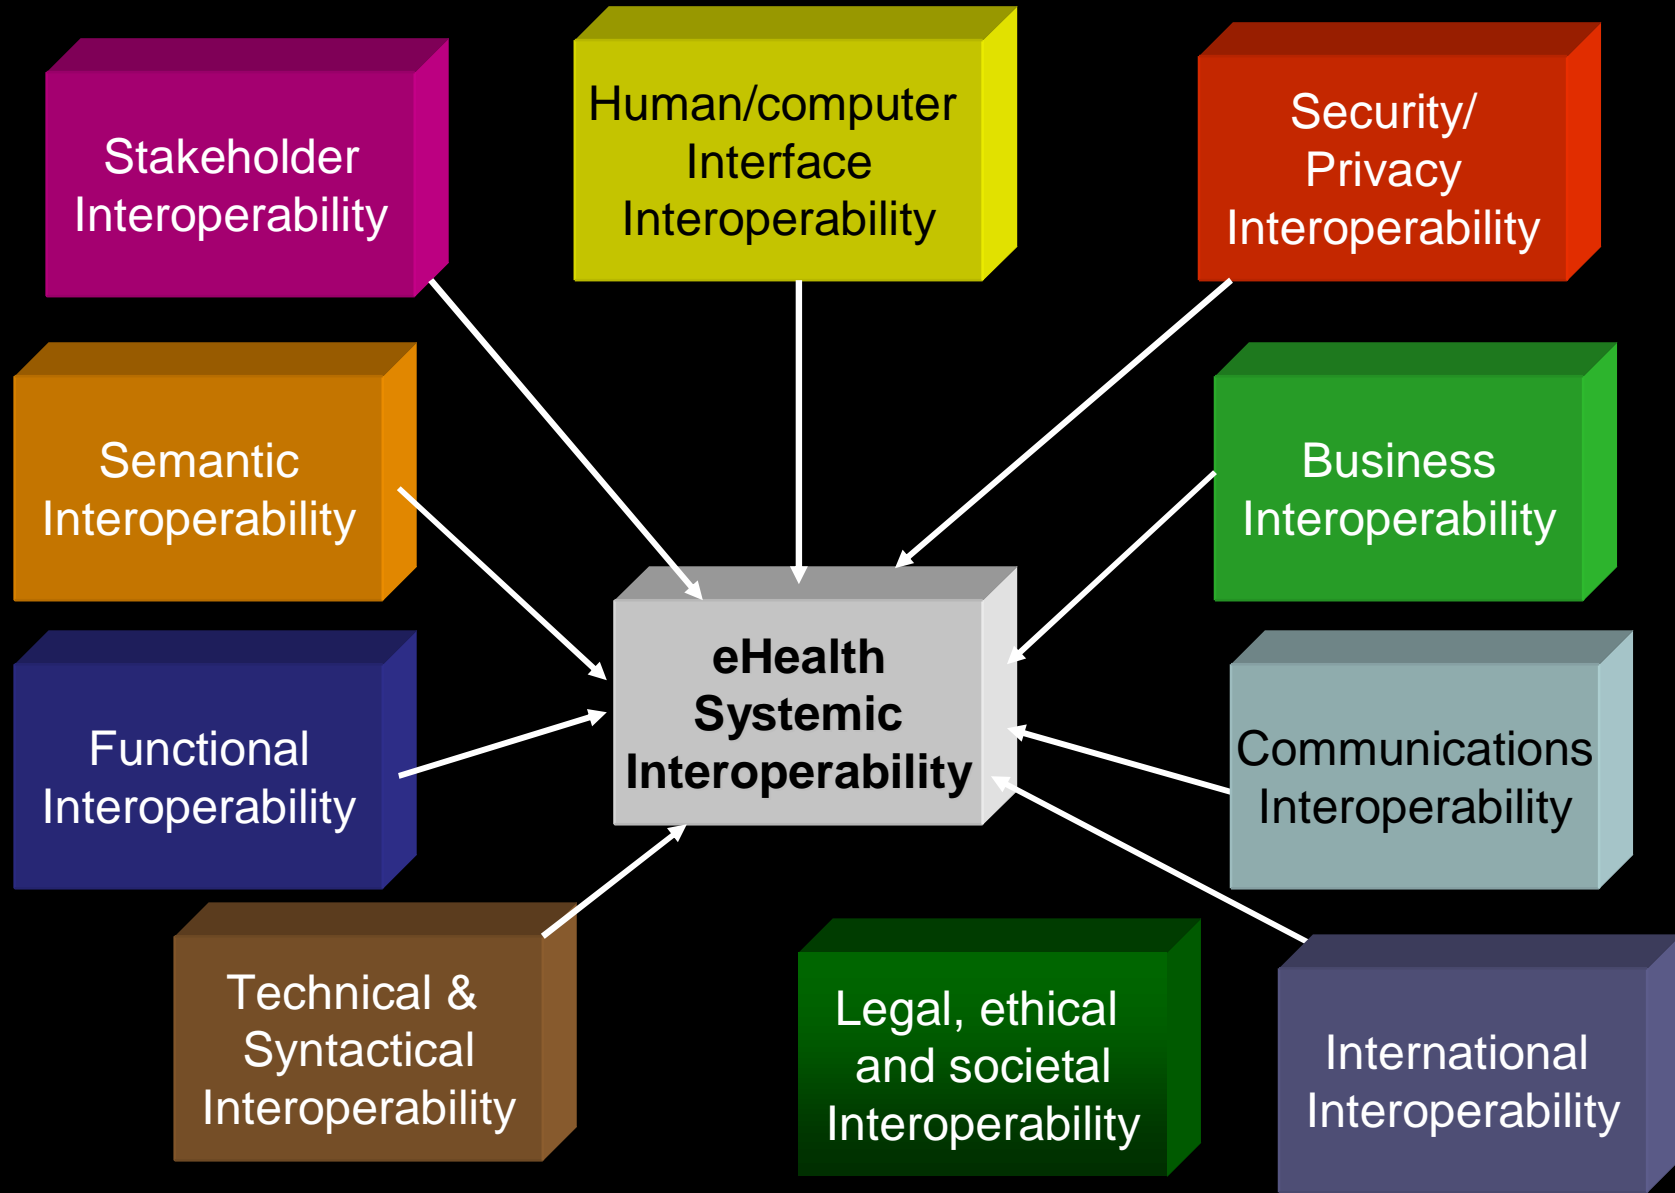 Stakeholder
Interoperability
Human/computer
Interface
Interoperability
Security/
Privacy
Interoperability
Semantic
Interoperability
Business
Interoperability
eHealth
Systemic
Interoperability
Functional
Interoperability
Communications
Interoperability
Technical &
Syntactical
Interoperability
Legal, ethical
and societal
Interoperability
International
Interoperability